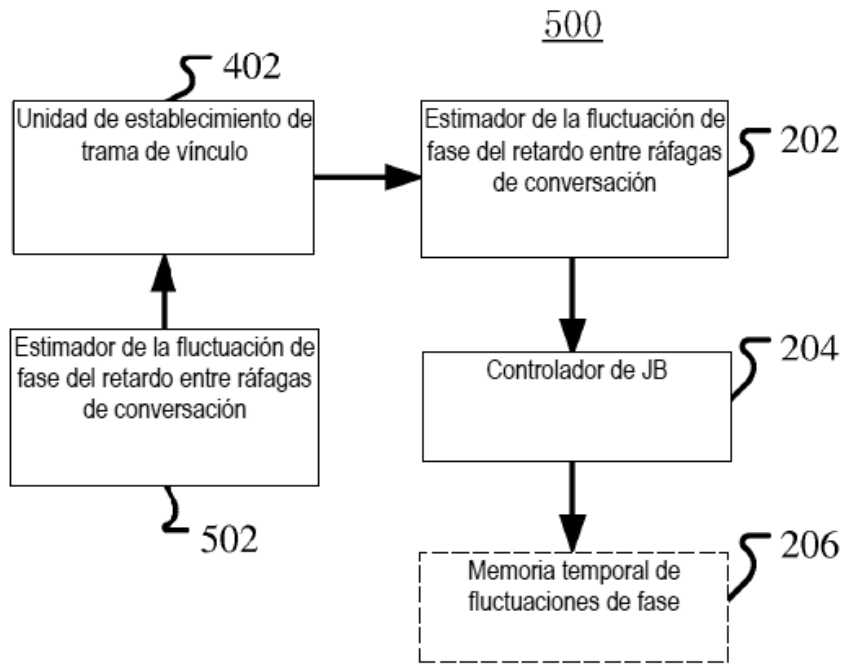 500
402
Unidad de establecimiento de
trama de vínculo
Estimador de la fluctuación de
fase del retardo entre ráfagas
de conversación
202
Estimador de la fluctuación de
fase del retardo entre ráfagas
de conversación
502
Controlador de JB
204
Memoria temporal de
fluctuaciones de fase
206